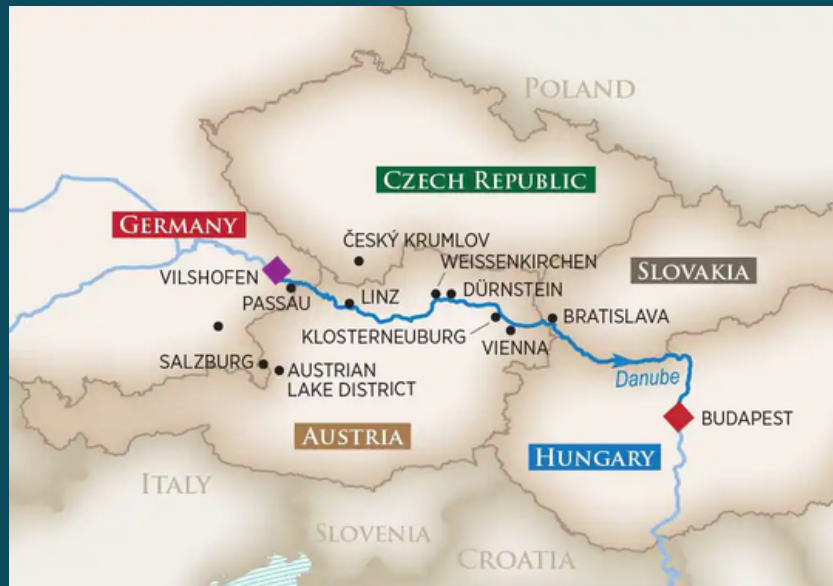 POLAND
CZECH REPUBLIC
GERMANY
ČESKÝ KRUMLOV
WEISSENKIRCHEN
SLOVAKIA
VILSHOFEN
DÜRNSTEIN
PASSAU
LINZ
BRATISLAVA
KLOSTERNEUBURG
VIENNA
SALZBURG
AUSTRIAN
LAKE DISTRICT
Danube
BUDAPEST
AUSTRIA
HUNGARY
ITALY
SLOVENIA
CROATIA